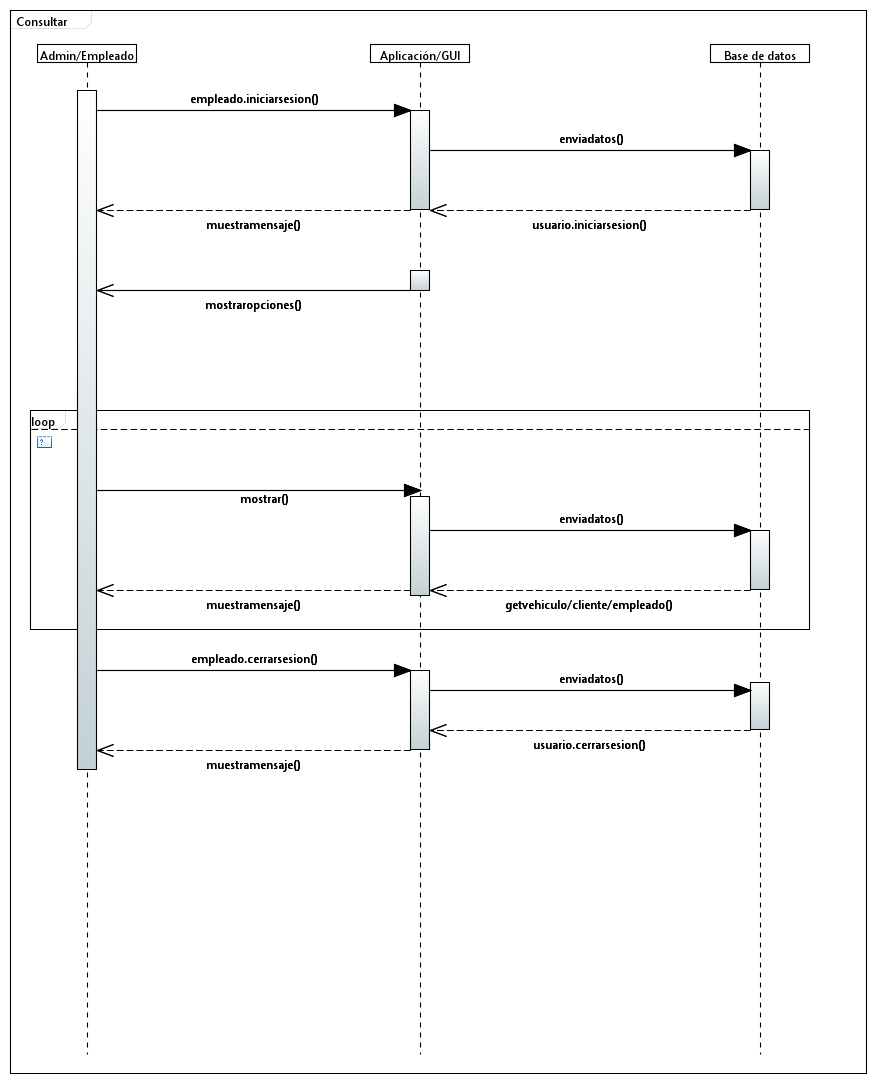 Consultar
Admin/Empleado
Aplicación/GUI
Base de datos
empleado.iniciarsesion()
enviadatos()
muestramensaje()
usuario.iniciarsesion()
mostraropciones()
loop
?
mostrar()
enviadatos()
muestramensaje()
getvehiculo/cliente/empleado()
empleado.cerrarsesion()
enviadatos()
usuario.cerrarsesion()
muestramensaje()